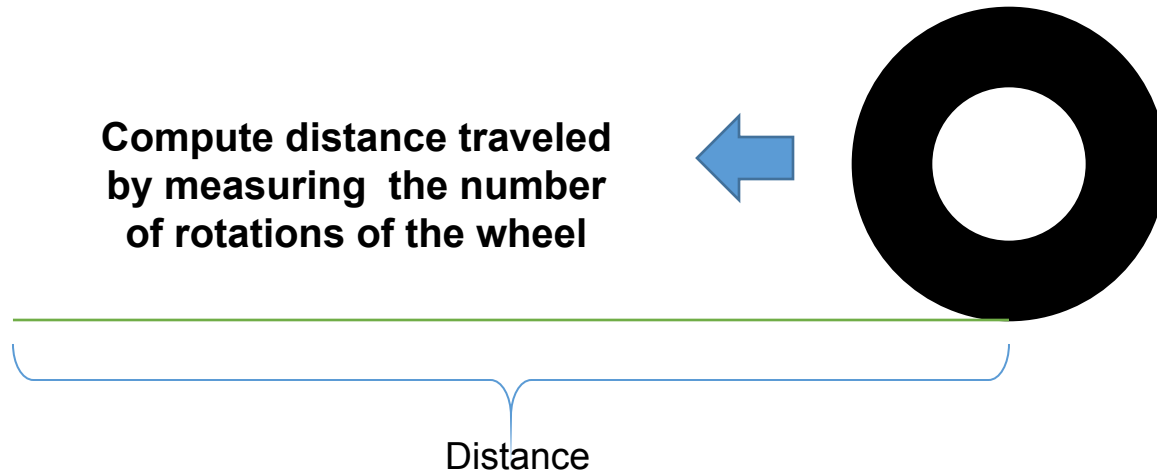 Compute distance traveled
by measuring  the number
of rotations of the wheel
Distance